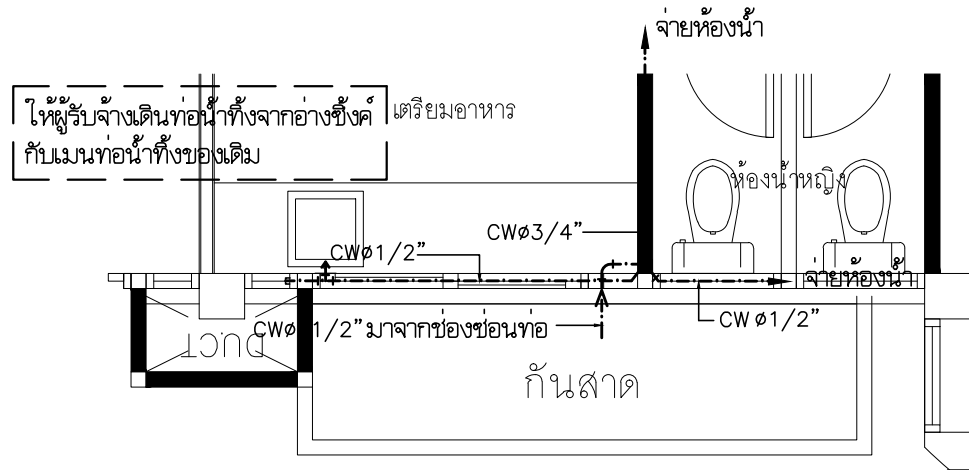 จ่ายห้องน้ำ
ให้ผู้รับจ้างเดินท่อน้ำทิ้งจากอ่างซิ้งค์
กับเมนท่อน้ำทิ้งของเดิม
เตรียมอาหาร
ห้องน้ำหญิง
CWø3/4"
CWø1/2"
จ่ายห้องน้ำ
1/2" มาจากช่องซ่อนท่อ
CWø1/2"
DUCT
กันสาด